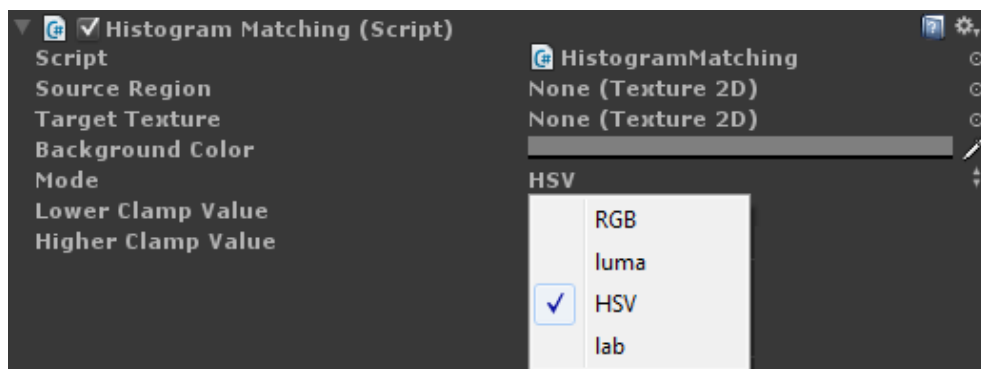 Histogram Matching (Script)
Script HistogramMatching
Source Region None (Texture 2D)
Target Texture None (Texture 2D)
Background Color
Mode HSV
Lower Clamp Value
Higher Clamp Value
RGB
luma
HSV
lab